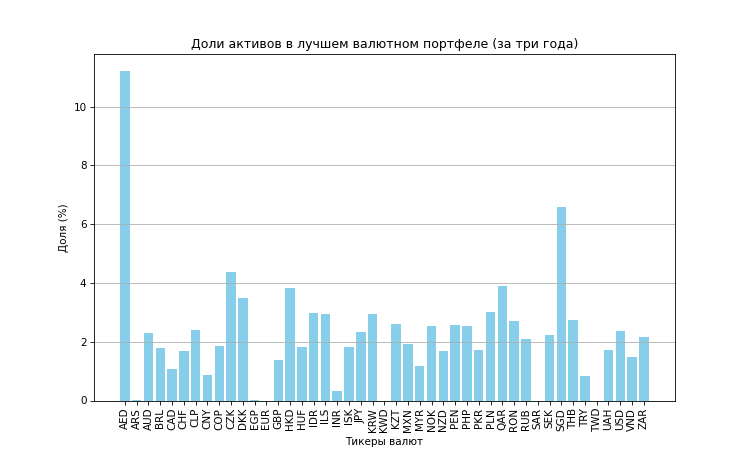 Доли активов в лучшем валютном портфеле (за три года)
Доля (%)
10
8
6
4
2
0
AED ARS AUD BRL CAD CHF CLP CNY COP CZK DKK EGP EUR GBP HKD HUF IDR ILS INR ISK JPY KRW KWD KZT MXN MYR NOK NZD PEN PHP PKR PLN QAR RON RUB SAR SEK SGD THB TRY TWD UAH USD VND ZAR
Тикеры валют